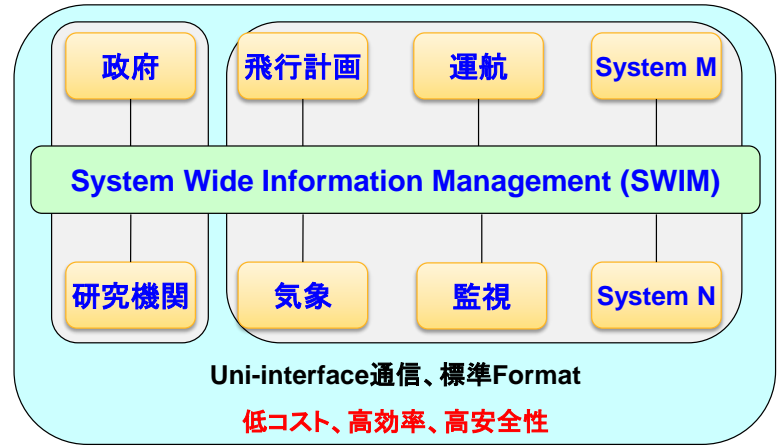 政府
飛行計画
運航
System M
System Wide Information Management (SWIM)
研究機関
気象
監視
System N
Uni-interface通信、標準Format
低コスト、高効率、高安全性